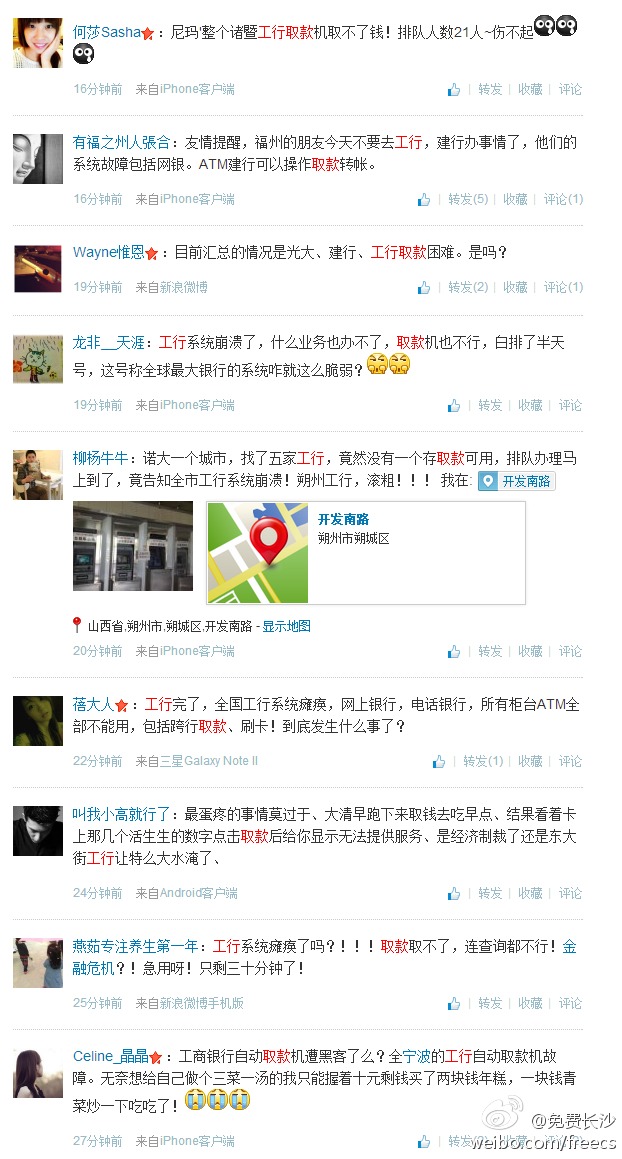 何莎Sasha：尼玛'整个诸暨工行取款机取不了钱！排队人数21人~伤不起
16分钟前 来自iPhone客户端 转发 收藏 评论
有福之州人張合：友情提醒，福州的朋友今天不要去工行，建行办事情了，他们的
系统故障包括网银。ATM建行可以操作取款转帐。
16分钟前 来自iPhone客户端 转发(5) 收藏 评论(1)
Wayne惟恩：目前汇总的情况是光大、建行、工行取款困难。是吗？
19分钟前 来自新浪微博 转发(2) 收藏 评论(1)
龙非__天涯：工行系统崩溃了，什么业务也办不了，取款机也不行，白排了半天
号，这号称全球最大银行的系统咋就这么脆弱？
19分钟前 来自iPhone客户端 转发 收藏 评论
柳杨牛牛：诺大一个城市，找了五家工行，竟然没有一个存取款可用，排队办理马
上到了，竟告知全市工行系统崩溃！朔州工行，滚粗！！！ 我在: 开发南路
开发南路
朔州市朔城区
山西省,朔州市,朔城区,开发南路 - 显示地图
20分钟前 来自iPhone客户端 转发 收藏 评论
蓓大人：工行完了，全国工行系统瘫痪，网上银行，电话银行，所有柜台ATM全
部不能用，包括跨行取款、刷卡！到底发生什么事了？
22分钟前 来自三星Galaxy Note II 转发(1) 收藏 评论
叫我小高就行了：最蛋疼的事情莫过于、大清早跑下来取钱去吃早点、结果看着卡
上那几个活生生的数字点击取款后给你显示无法提供服务、是经济制裁了还是东大
街工行让特么大水淹了、
24分钟前 来自Android客户端 转发 收藏 评论
燕茹专注养生第一年：工行系统瘫痪了吗？！！！取款取不了，连查询都不行！金
融危机？！急用呀！只剩三十分钟了！
25分钟前 来自新浪微博手机版 转发 收藏 评论
Celine_晶晶：工商银行自动取款机遭黑客了么？全宁波的工行自动取款机故
障。无奈想给自己做个三菜一汤的我只能握着十元剩钱买了两块钱年糕，一块钱青
菜炒一下吃吃了！
@免费长沙
27分钟前 来自iPhone客户端 转发 收藏
weibo.com/freecs